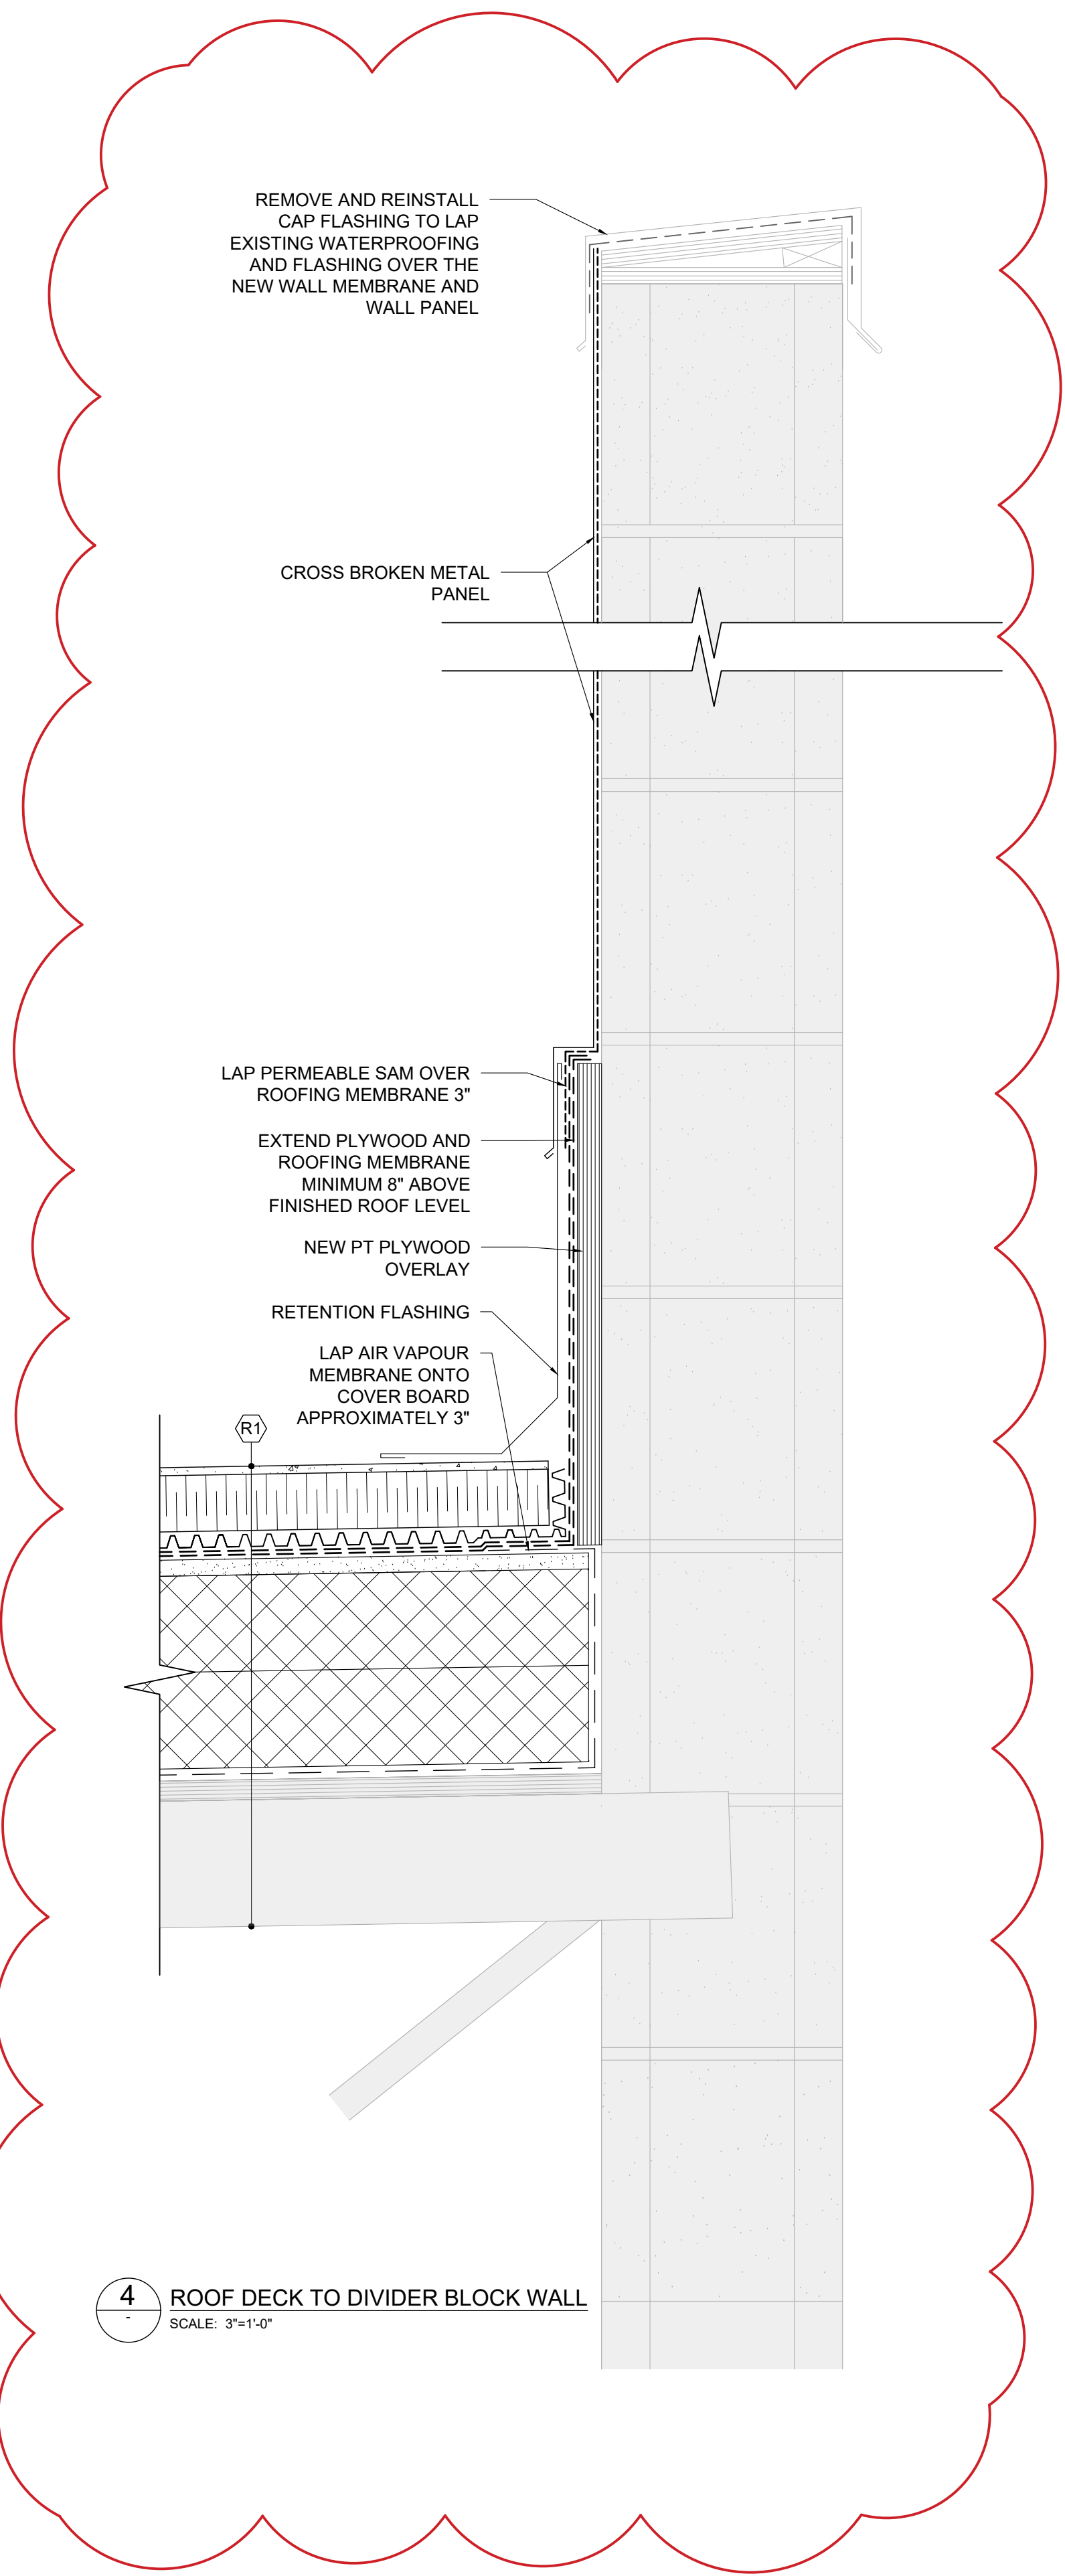 REMOVE AND REINSTALL
CAP FLASHING TO LAP
EXISTING WATERPROOFING
AND FLASHING OVER THE
NEW WALL MEMBRANE AND
WALL PANEL
CROSS BROKEN METAL
PANEL
LAP PERMEABLE SAM OVER
ROOFING MEMBRANE 3"
EXTEND PLYWOOD AND
ROOFING MEMBRANE
MINIMUM 8" ABOVE
FINISHED ROOF LEVEL
NEW PT PLYWOOD
OVERLAY
RETENTION FLASHING
LAP AIR VAPOUR
MEMBRANE ONTO
COVER BOARD
APPROXIMATELY 3"
R1
4
-
ROOF DECK TO DIVIDER BLOCK WALL
SCALE: 3"=1'-0"